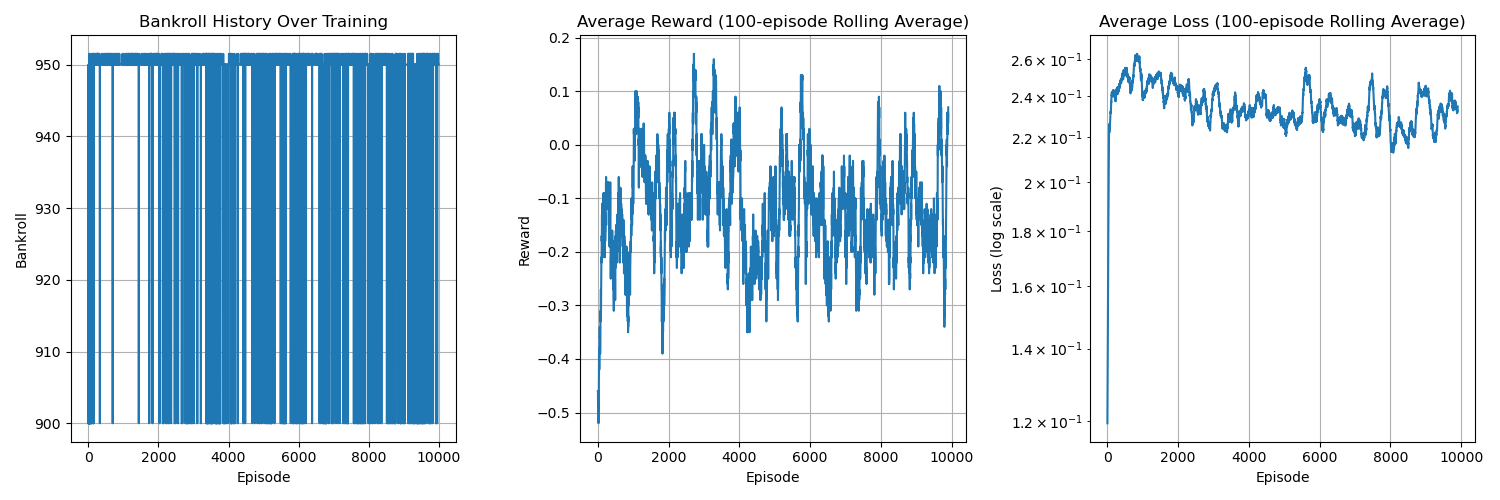 Bankroll History Over Training
950
940
930
920
910
900
Bankroll
0 2000 4000 6000 8000 10000
Episode
Average Reward (100-episode Rolling Average)
0.2
0.1
0.0
−0.1
−0.2
−0.3
−0.4
−0.5
Reward
0 2000 4000 6000 8000 10000
Episode
Average Loss (100-episode Rolling Average)
2.6 × 10⁻¹
2.4 × 10⁻¹
2.2 × 10⁻¹
2 × 10⁻¹
1.8 × 10⁻¹
1.6 × 10⁻¹
1.4 × 10⁻¹
1.2 × 10⁻¹
Loss (log scale)
0 2000 4000 6000 8000 10000
Episode